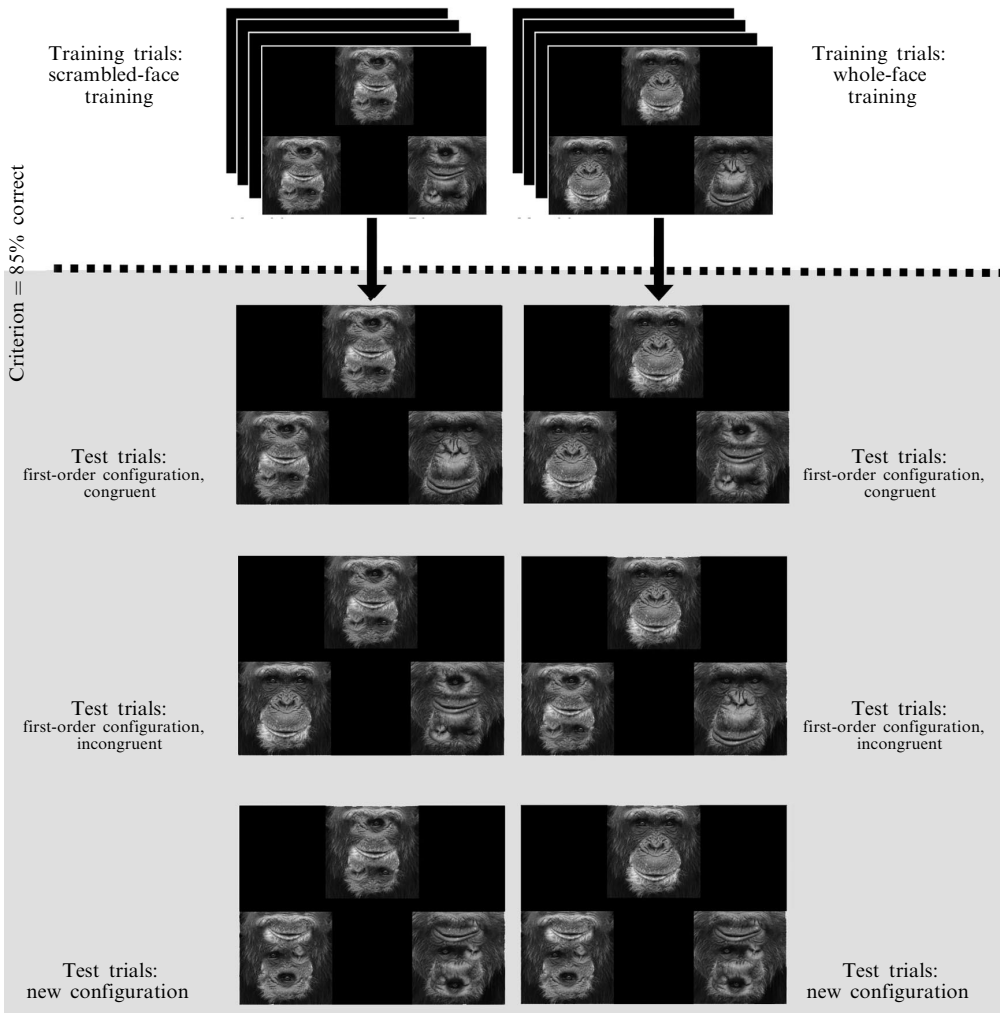 Training trials:
scrambled-face
training
Training trials:
whole-face
training
Criterion = 85% correct
Test trials:
first-order configuration,
congruent
Test trials:
first-order configuration,
congruent
Test trials:
first-order configuration,
incongruent
Test trials:
first-order configuration,
incongruent
Test trials:
new configuration
Test trials:
new configuration